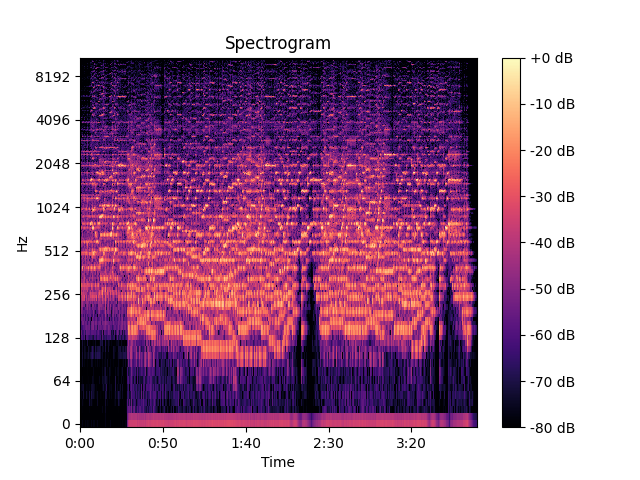 Spectrogram
8192
4096
2048
1024
512
256
128
64
0
Hz
0:00 0:50 1:40 2:30 3:20
Time
+0 dB
-10 dB
-20 dB
-30 dB
-40 dB
-50 dB
-60 dB
-70 dB
-80 dB